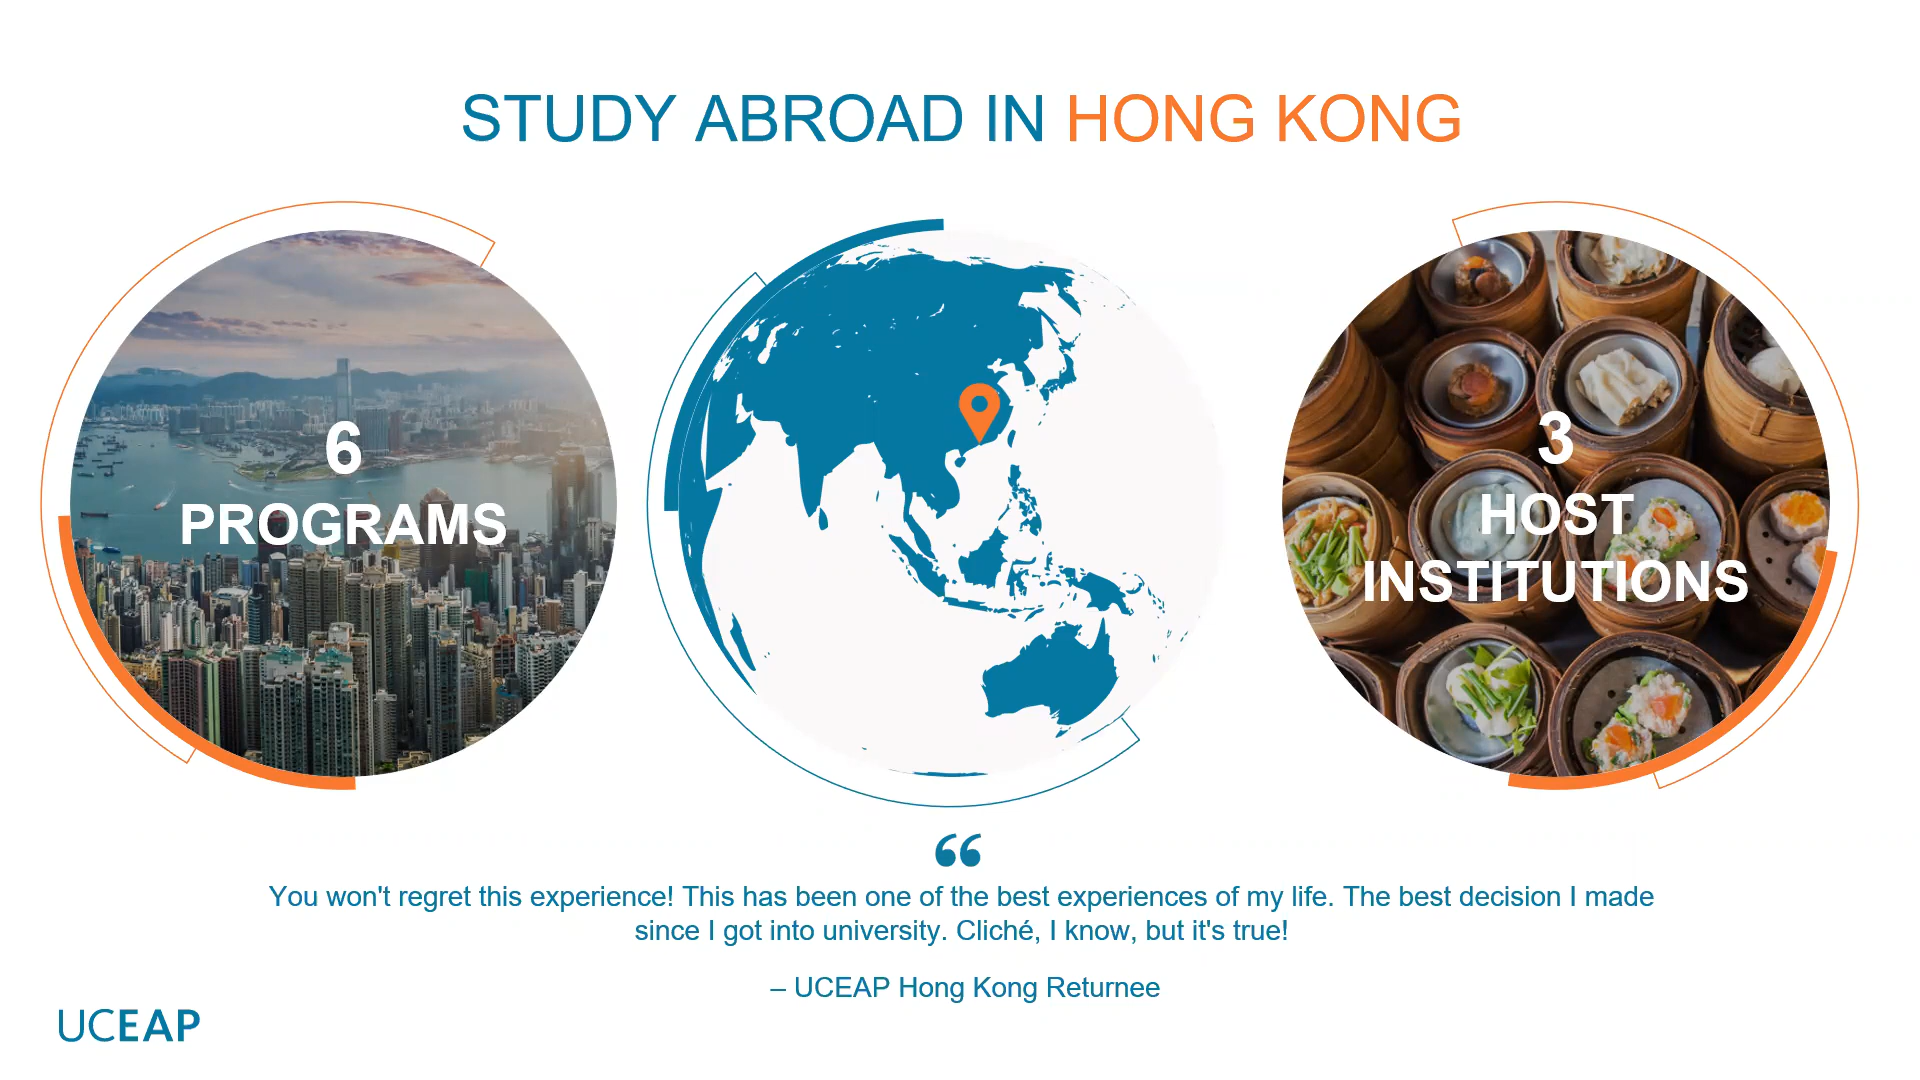 STUDY ABROAD IN HONG KONG
6
PROGRAMS
3
HOST
INSTITUTIONS
“
You won't regret this experience! This has been one of the best experiences of my life. The best decision I made
since I got into university. Cliché, I know, but it's true!
– UCEAP Hong Kong Returnee
UCEAP